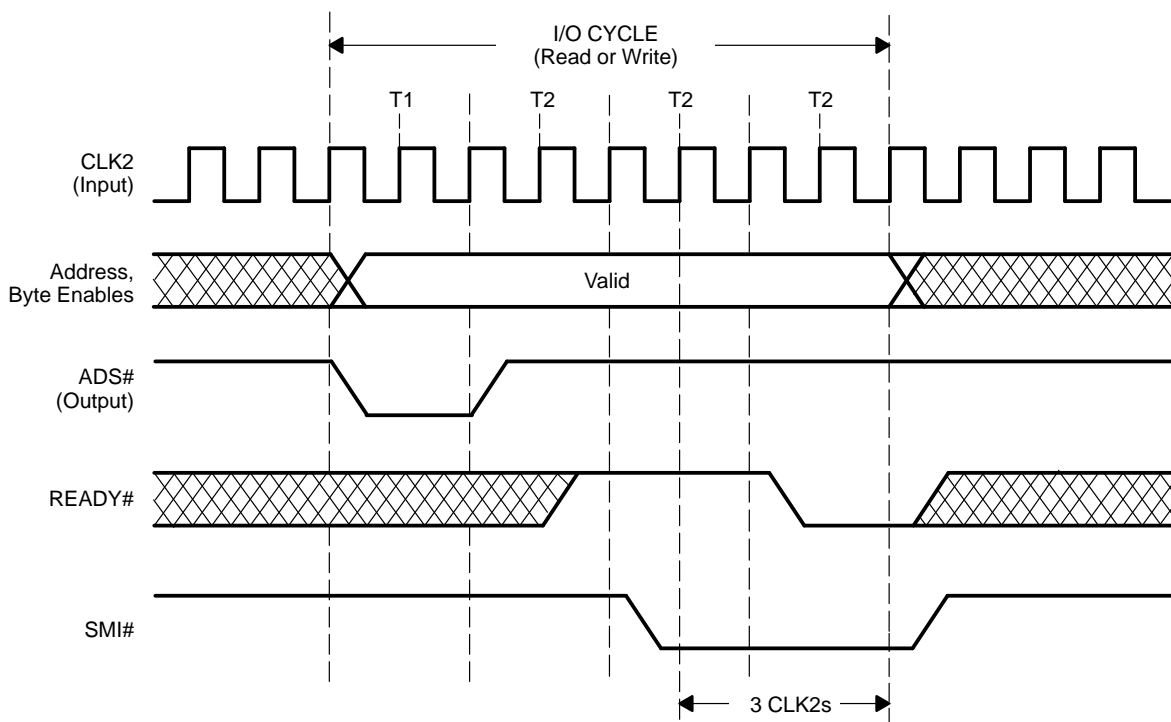 I/O CYCLE
(Read or Write)
T1 T2 T2 T2
CLK2
(Input)
Address,
Byte Enables
Valid
ADS#
(Output)
READY#
SMI#
3 CLK2s